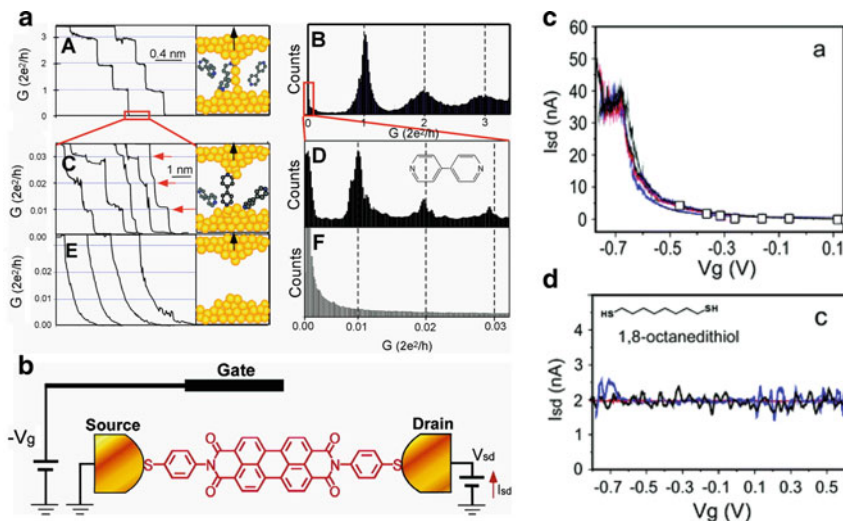 a
A
0.4 nm
G (2e²/h)
3
2
1
0
B
Counts
0 1 2 3
G (2e²/h)
C
1 nm
G (2e²/h)
0.03
0.02
0.01
0.00
D
N
N
Counts
E
G (2e²/h)
0.02
0.01
0.00
F
Counts
0.00 0.01 0.02 0.03
G (2e²/h)
b
Gate
-Vg
Source
Drain
S
O
O
N
N
O
O
S
Vsd
Isd
c
a
Isd (nA)
60
50
40
30
20
10
0
-0.7 -0.5 -0.3 -0.1 0.1
Vg (V)
d
C
HS
SH
1,8-octanedithiol
Isd (nA)
5
4
3
2
1
0
-0.7 -0.5 -0.3 -0.1 0.1 0.3 0.5
Vg (V)